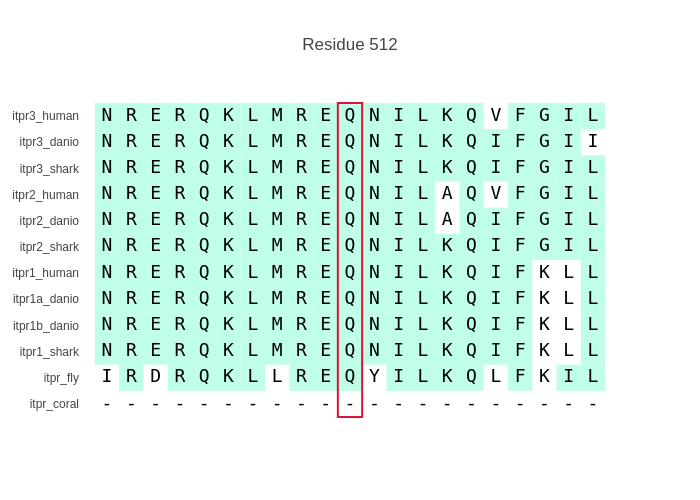 Residue 512
itpr3_human N R E R Q K L M R E Q N I L K Q V F G I L
itpr3_danio N R E R Q K L M R E Q N I L K Q I F G I I
itpr3_shark N R E R Q K L M R E Q N I L K Q I F G I L
itpr2_human N R E R Q K L M R E Q N I L A Q V F G I L
itpr2_danio N R E R Q K L M R E Q N I L A Q I F G I L
itpr2_shark N R E R Q K L M R E Q N I L K Q I F G I L
itpr1_human N R E R Q K L M R E Q N I L K Q I F K L L
itpr1a_danio N R E R Q K L M R E Q N I L K Q I F K L L
itpr1b_danio N R E R Q K L M R E Q N I L K Q I F K L L
itpr1_shark N R E R Q K L M R E Q N I L K Q I F K L L
itpr_fly I R D R Q K L L R E Q Y I L K Q L F K I L
itpr_coral - - - - - - - - - - - - - - - - - - - - -